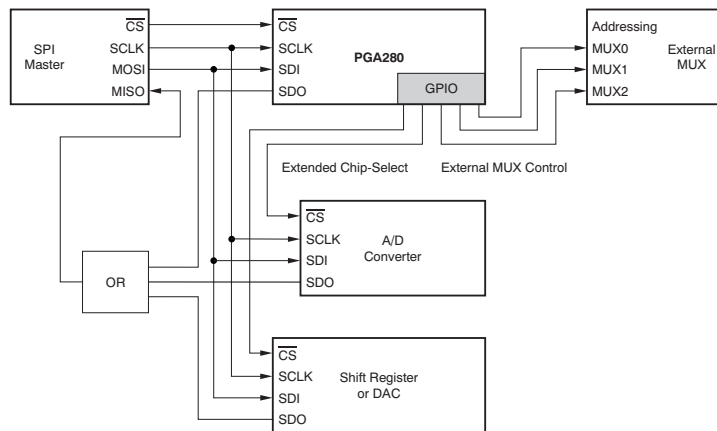 SPI
Master
CS
SCLK
MOSI
MISO
CS
SCLK
SDI
SDO
PGA280
GPIO
Addressing
MUX0
MUX1
MUX2
External
MUX
Extended Chip-Select
External MUX Control
CS
SCLK
SDI
SDO
A/D
Converter
OR
CS
SCLK
SDI
SDO
Shift Register
or DAC